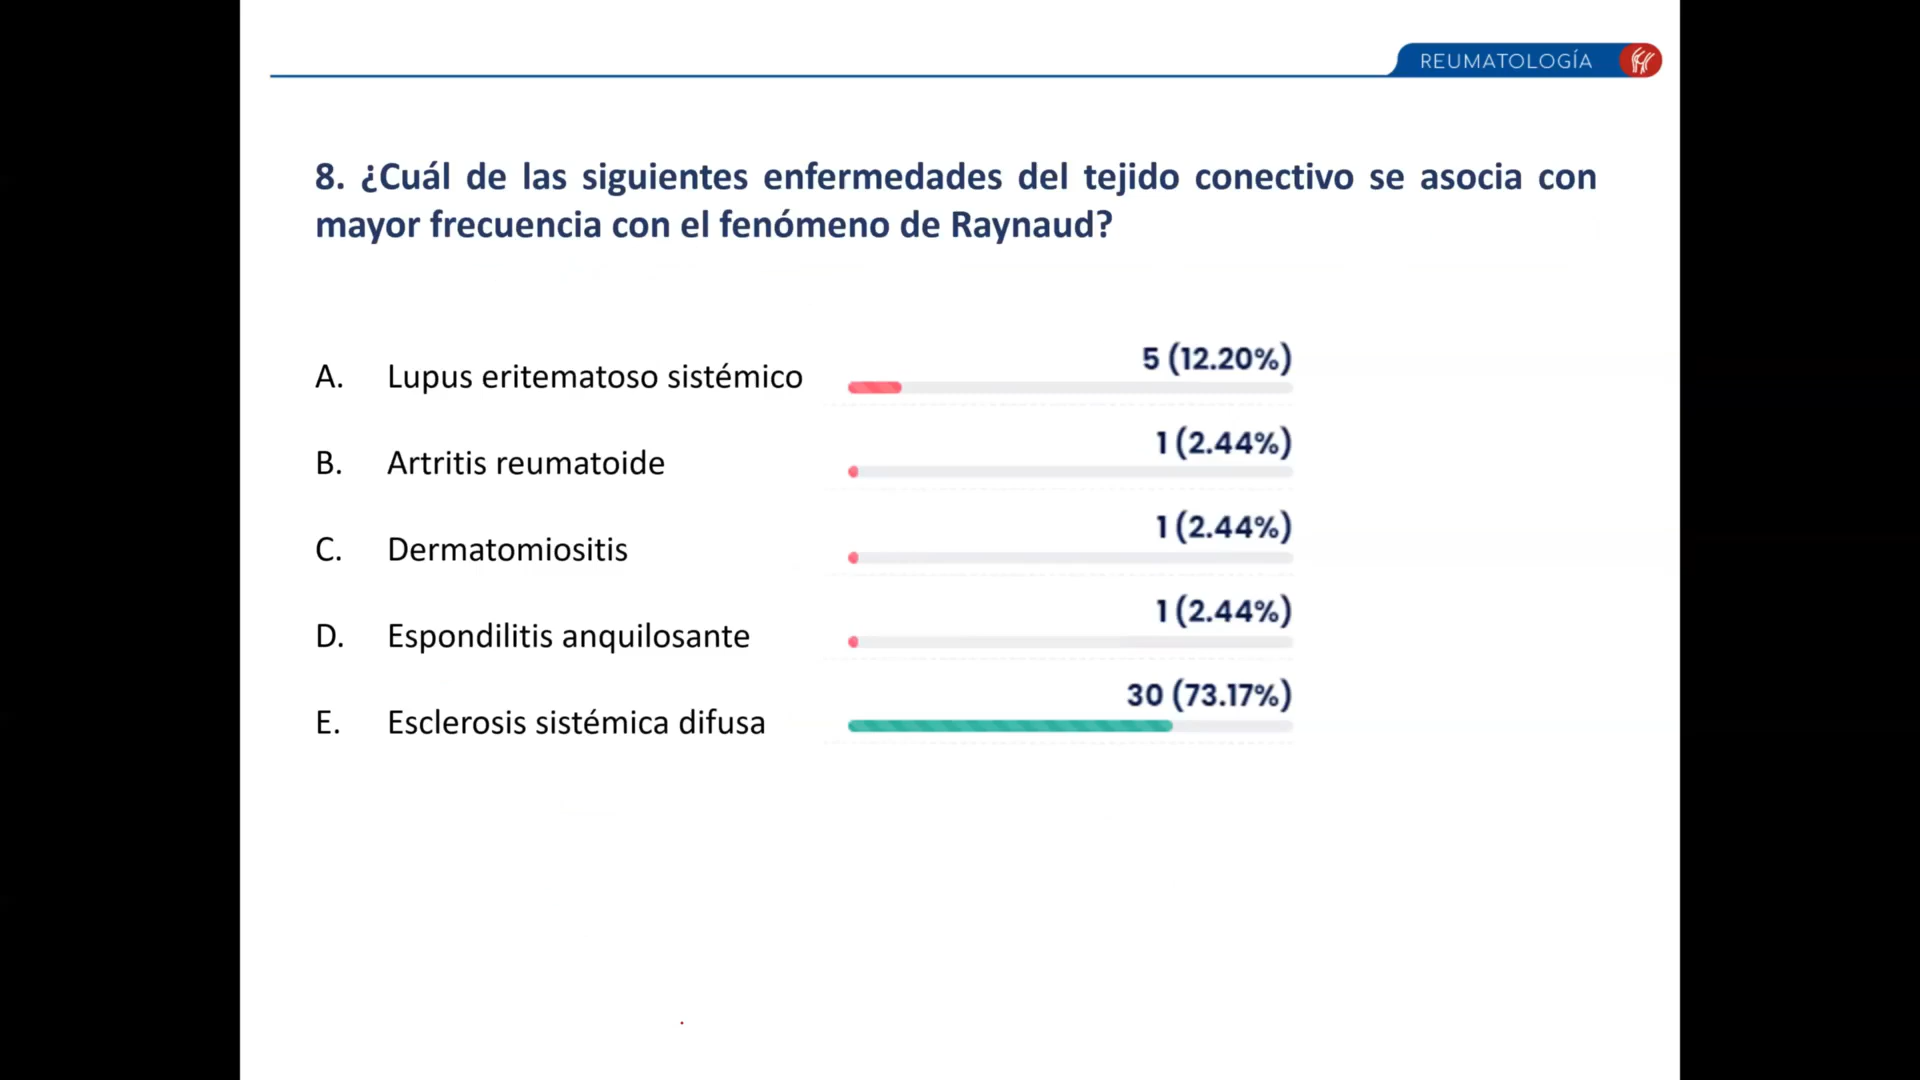 REUMATOLOGÍA
8. ¿Cuál de las siguientes enfermedades del tejido conectivo se asocia con
mayor frecuencia con el fenómeno de Raynaud?
A. Lupus eritematoso sistémico 5 (12.20%)
B. Artritis reumatoide 1 (2.44%)
C. Dermatomiositis 1 (2.44%)
D. Espondilitis anquilosante 1 (2.44%)
E. Esclerosis sistémica difusa 30 (73.17%)